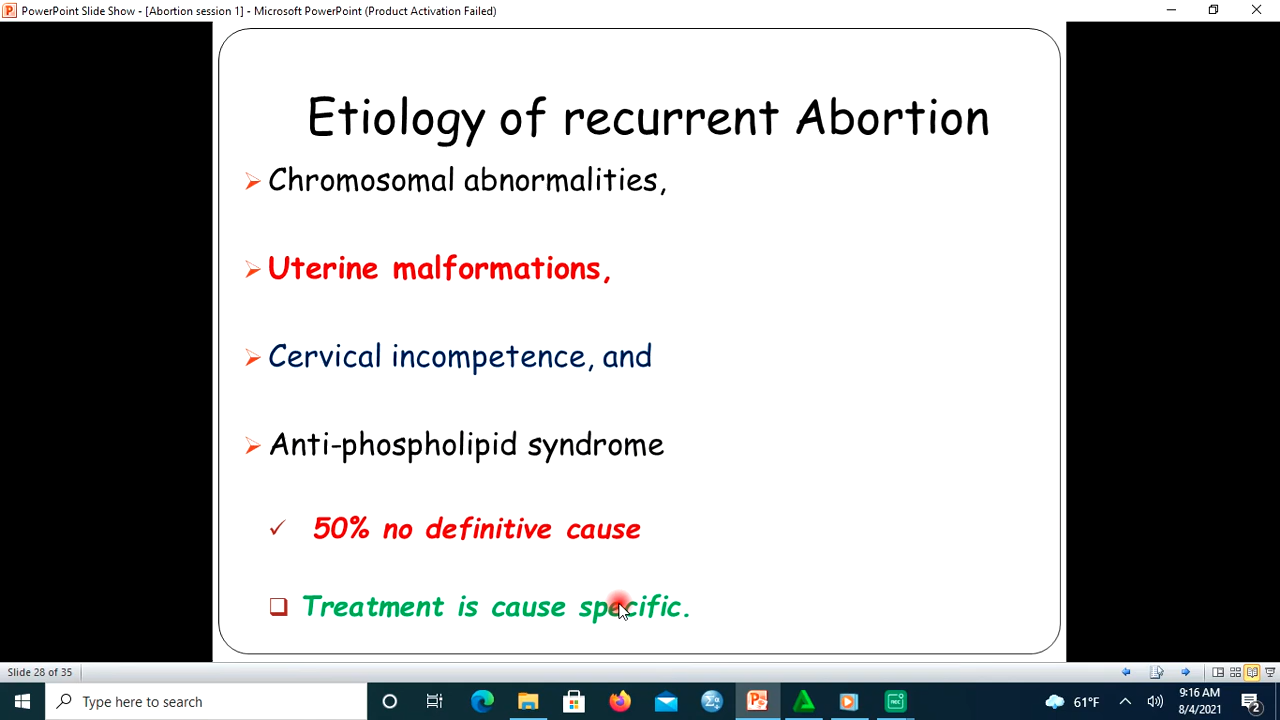 PowerPoint Slide Show - [Abortion session 1] - Microsoft PowerPoint (Product Activation Failed)
Etiology of recurrent Abortion
Chromosomal abnormalities,
Uterine malformations,
Cervical incompetence, and
Anti-phospholipid syndrome
50% no definitive cause
Treatment is cause specific.
Slide 28 of 35
Type here to search
61°F
9:16 AM
8/4/2021
2